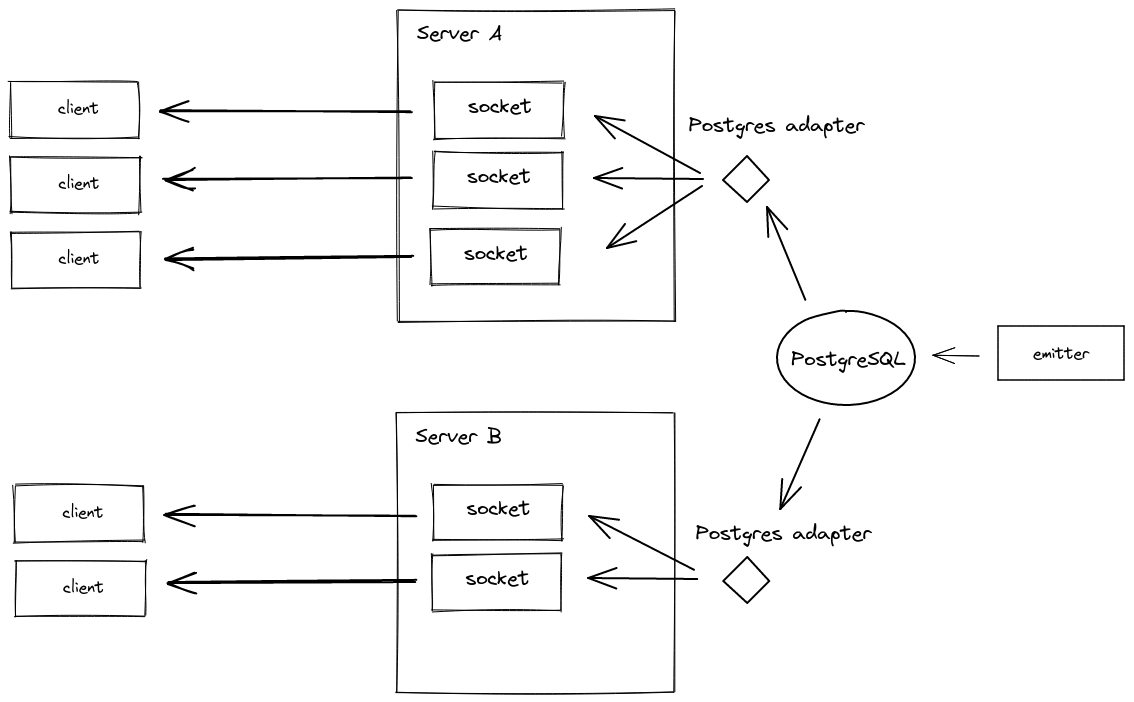 Server A
client
socket
Postgres adapter
client
socket
client
socket
PostgreSQL
emitter
Server B
client
socket
Postgres adapter
client
socket